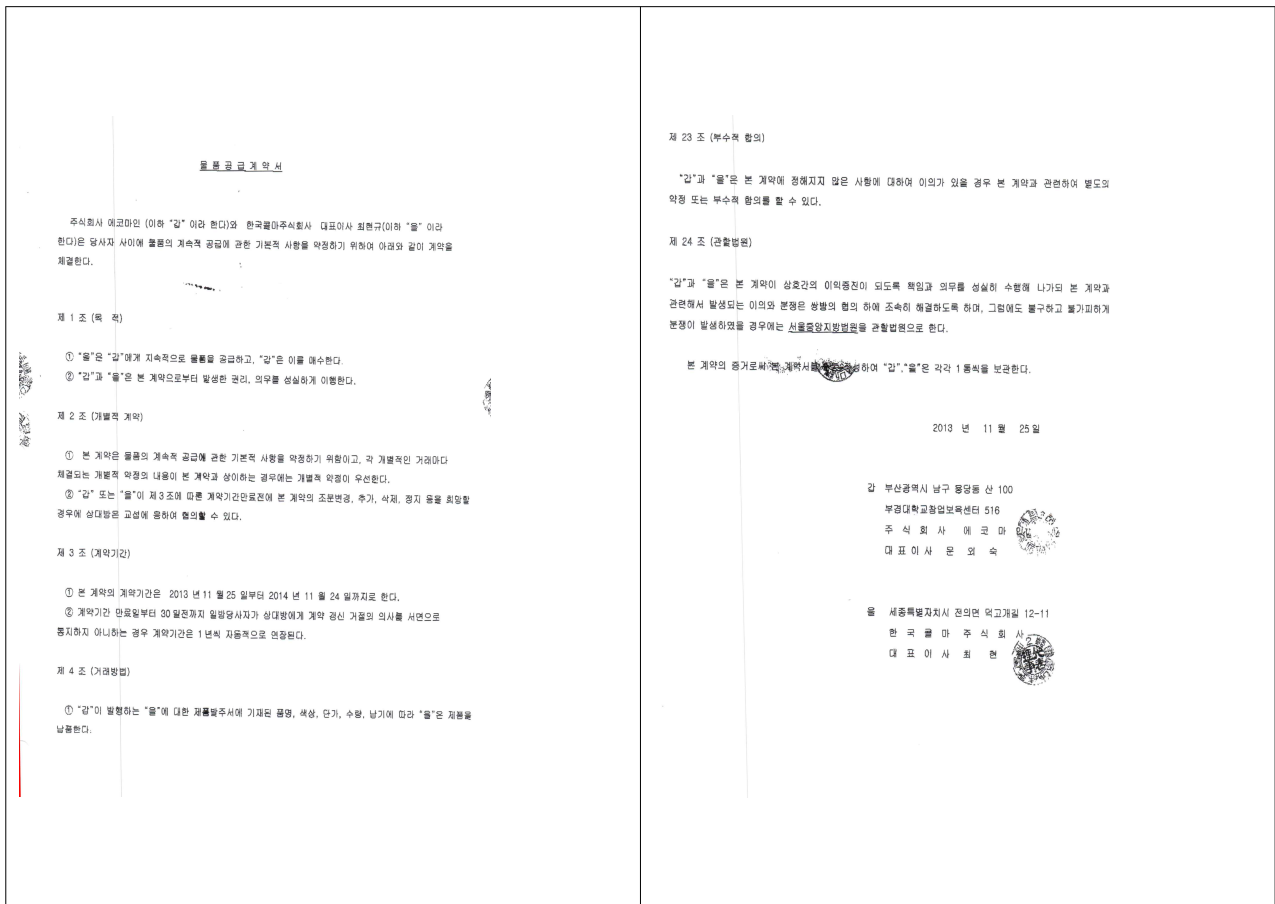 물품공급계약서
주식회사 에코마인 (이하 "갑" 이라 한다)와 한국콜마주식회사 대표이사 최현규(이하 "을" 이라
한다)은 당사자 사이에 물품의 계속적 공급에 관한 기본적 사항을 약정하기 위하여 아래와 같이 계약을
체결한다.
제 1 조 (목 적)
① "을"은 "갑"에게 지속적으로 물품을 공급하고, "갑"은 이를 매수한다.
② "갑"과 "을"은 본 계약으로부터 발생한 권리, 의무를 성실하게 이행한다.
제 2 조 (개별적 계약)
① 본 계약은 물품의 계속적 공급에 관한 기본적 사항을 약정하기 위함이고, 각 개별적인 거래마다
체결되는 개별적 약정의 내용이 본 계약과 상이하는 경우에는 개별적 약정이 우선한다.
② "갑" 또는 "을"이 제3조에 따른 계약기간만료전에 본 계약의 조문변경, 추가, 삭제, 정지 등을 희망할
경우에 상대방은 교섭에 응하여 협의할 수 있다.
제 3 조 (계약기간)
① 본 계약의 계약기간은 2013 년 11 월 25 일부터 2014 년 11 월 24 일까지로 한다.
② 계약기간 만료일부터 30 일전까지 일방당사자가 상대방에게 계약 갱신 거절의 의사를 서면으로
통지하지 아니하는 경우 계약기간은 1 년씩 자동적으로 연장된다.
제 4 조 (거래방법)
① "갑"이 발행하는 "을"에 대한 제품발주서에 기재된 품명, 색상, 단가, 수량, 납기에 따라 "을"은 제품을
납품한다.
제 23 조 (부수적 합의)
"갑"과 "을"은 본 계약에 정해지지 않은 사항에 대하여 이의가 있을 경우 본 계약과 관련하여 별도의
약정 또는 부수적 합의를 할 수 있다.
제 24 조 (관할법원)
"갑"과 "을"은 본 계약이 상호간의 이익증진이 되도록 책임과 의무를 성실히 수행해 나가되 본 계약과
관련해서 발생되는 이의와 분쟁은 쌍방의 협의 하에 조속히 해결하도록 하며, 그럼에도 불구하고 불가피하게
분쟁이 발생하였을 경우에는 서울중앙지방법원을 관할법원으로 한다.
본 계약의 증거로써 본 계약서를 하여 "갑","을"은 각각 1 통씩을 보관한다.
2013 년 11 월 25 일
갑 부산광역시 남구 용당동 산 100
부경대학교창업보육센터 516
주 식 회 사 에 코 마
대 표 이 사 문 외 숙
을 세종특별자치시 전의면 덕고개길 12-11
한 국 콜 마 주 식 회 사
대 표 이 사 최 현